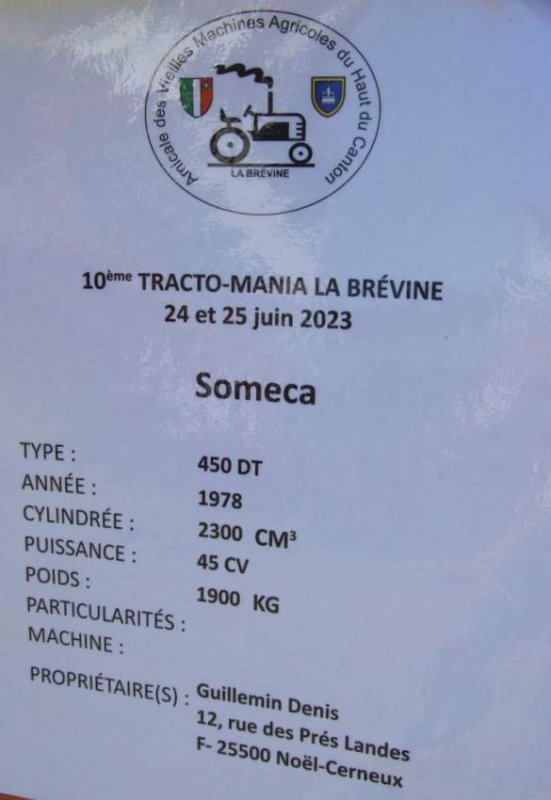 Amicale des Vieilles Machines Agricoles du Haut du Canton
LA BRÉVINE
10ème TRACTO-MANIA LA BRÉVINE
24 et 25 juin 2023
Someca
TYPE : 450 DT
ANNÉE : 1978
CYLINDRÉE : 2300 CM³
PUISSANCE : 45 CV
POIDS : 1900 KG
PARTICULARITÉS :
MACHINE :
PROPRIÉTAIRE(S) : Guillemin Denis
12, rue des Prés Landes
F- 25500 Noël-Cerneux